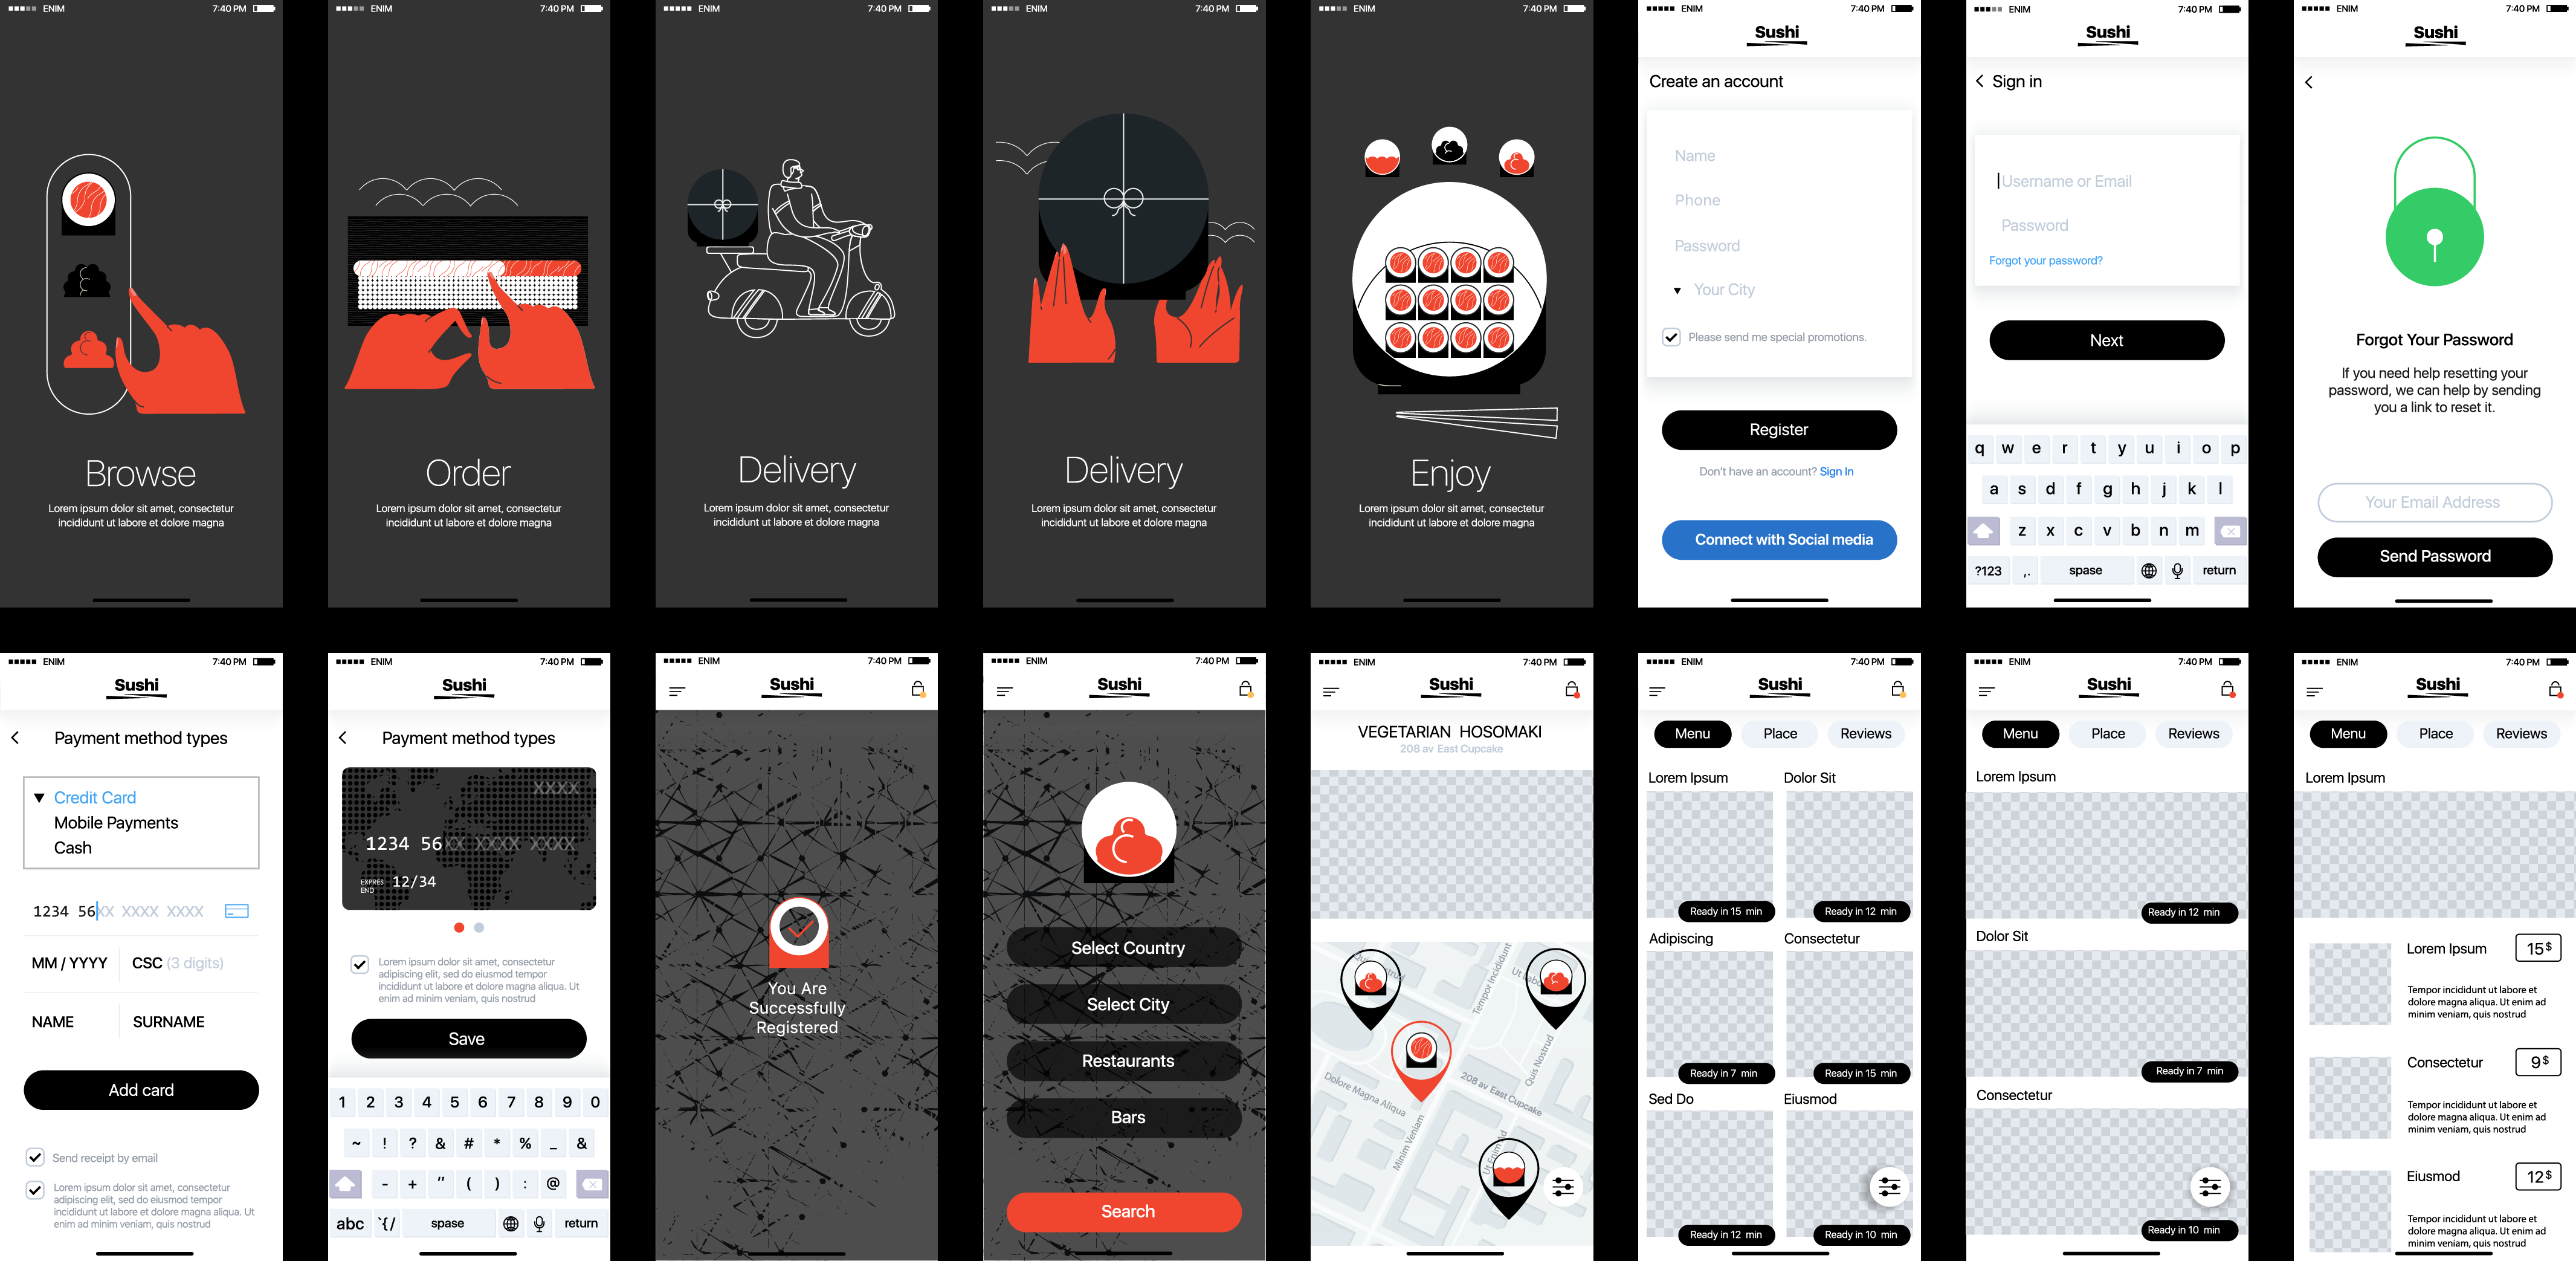 ENIM 7:40 PM
Browse
Lorem ipsum dolor sit amet, consectetur
incididunt ut labore et dolore magna
ENIM 7:40 PM
Order
Lorem ipsum dolor sit amet, consectetur
incididunt ut labore et dolore magna
ENIM 7:40 PM
Delivery
Lorem ipsum dolor sit amet, consectetur
incididunt ut labore et dolore magna
ENIM 7:40 PM
Delivery
Lorem ipsum dolor sit amet, consectetur
incididunt ut labore et dolore magna
ENIM 7:40 PM
Enjoy
Lorem ipsum dolor sit amet, consectetur
incididunt ut labore et dolore magna
ENIM 7:40 PM
Sushi
Create an account
Name
Phone
Password
Your City
Please send me special promotions.
Register
Don't have an account? Sign In
Connect with Social media
ENIM 7:40 PM
Sushi
Sign in
Username or Email
Password
Forgot your password?
Next
q w e r t y u i o p
a s d f g h j k l
z x c v b n m
?123 ,. spase return
ENIM 7:40 PM
Sushi
Forgot Your Password
If you need help resetting your
password, we can help by sending
you a link to reset it.
Your Email Address
Send Password
ENIM 7:40 PM
Sushi
Payment method types
Credit Card
Mobile Payments
Cash
1234 56XX XXXX XXXX
MM / YYYY CSC (3 digits)
NAME SURNAME
Add card
Send receipt by email
Lorem ipsum dolor sit amet, consectetur
adipiscing elit, sed do eiusmod tempor
incididunt ut labore et dolore magna aliqua. Ut
enim ad minim veniam, quis nostrud
ENIM 7:40 PM
Sushi
Payment method types
XXXX
1234 56XX XXXX XXXX
EXPRES
END 12/34
Lorem ipsum dolor sit amet, consectetur
adipiscing elit, sed do eiusmod tempor
incididunt ut labore et dolore magna aliqua. Ut
enim ad minim veniam, quis nostrud
Save
1 2 3 4 5 6 7 8 9 0
~ ! ? & # * % _ &
- + " ( ) : @
abc `{/ spase return
ENIM 7:40 PM
Sushi
You Are
Successfully
Registered
ENIM 7:40 PM
Sushi
Select Country
Select City
Restaurants
Bars
Search
ENIM 7:40 PM
Sushi
VEGETARIAN HOSOMAKI
208 av East Cupcake
Tempor Incididunt
Quis Nostrud
Dolore Magna Aliqua
208 av East Cupcake
Minim Veniam
ENIM 7:40 PM
Sushi
Menu Place Reviews
Lorem Ipsum Dolor Sit
Ready in 15 min Ready in 12 min
Adipiscing Consectetur
Ready in 7 min Ready in 15 min
Sed Do Eiusmod
Ready in 12 min Ready in 10 min
ENIM 7:40 PM
Sushi
Menu Place Reviews
Lorem Ipsum
Ready in 12 min
Dolor Sit
Ready in 7 min
Consectetur
Ready in 10 min
ENIM 7:40 PM
Sushi
Menu Place Reviews
Lorem Ipsum
Lorem Ipsum 15$
Tempor incididunt ut labore et
dolore magna aliqua. Ut enim ad
minim veniam, quis nostrud
Consectetur 9$
Tempor incididunt ut labore et
dolore magna aliqua. Ut enim ad
minim veniam, quis nostrud
Eiusmod 12$
Tempor incididunt ut labore et
dolore magna aliqua. Ut enim ad
minim veniam, quis nostrud